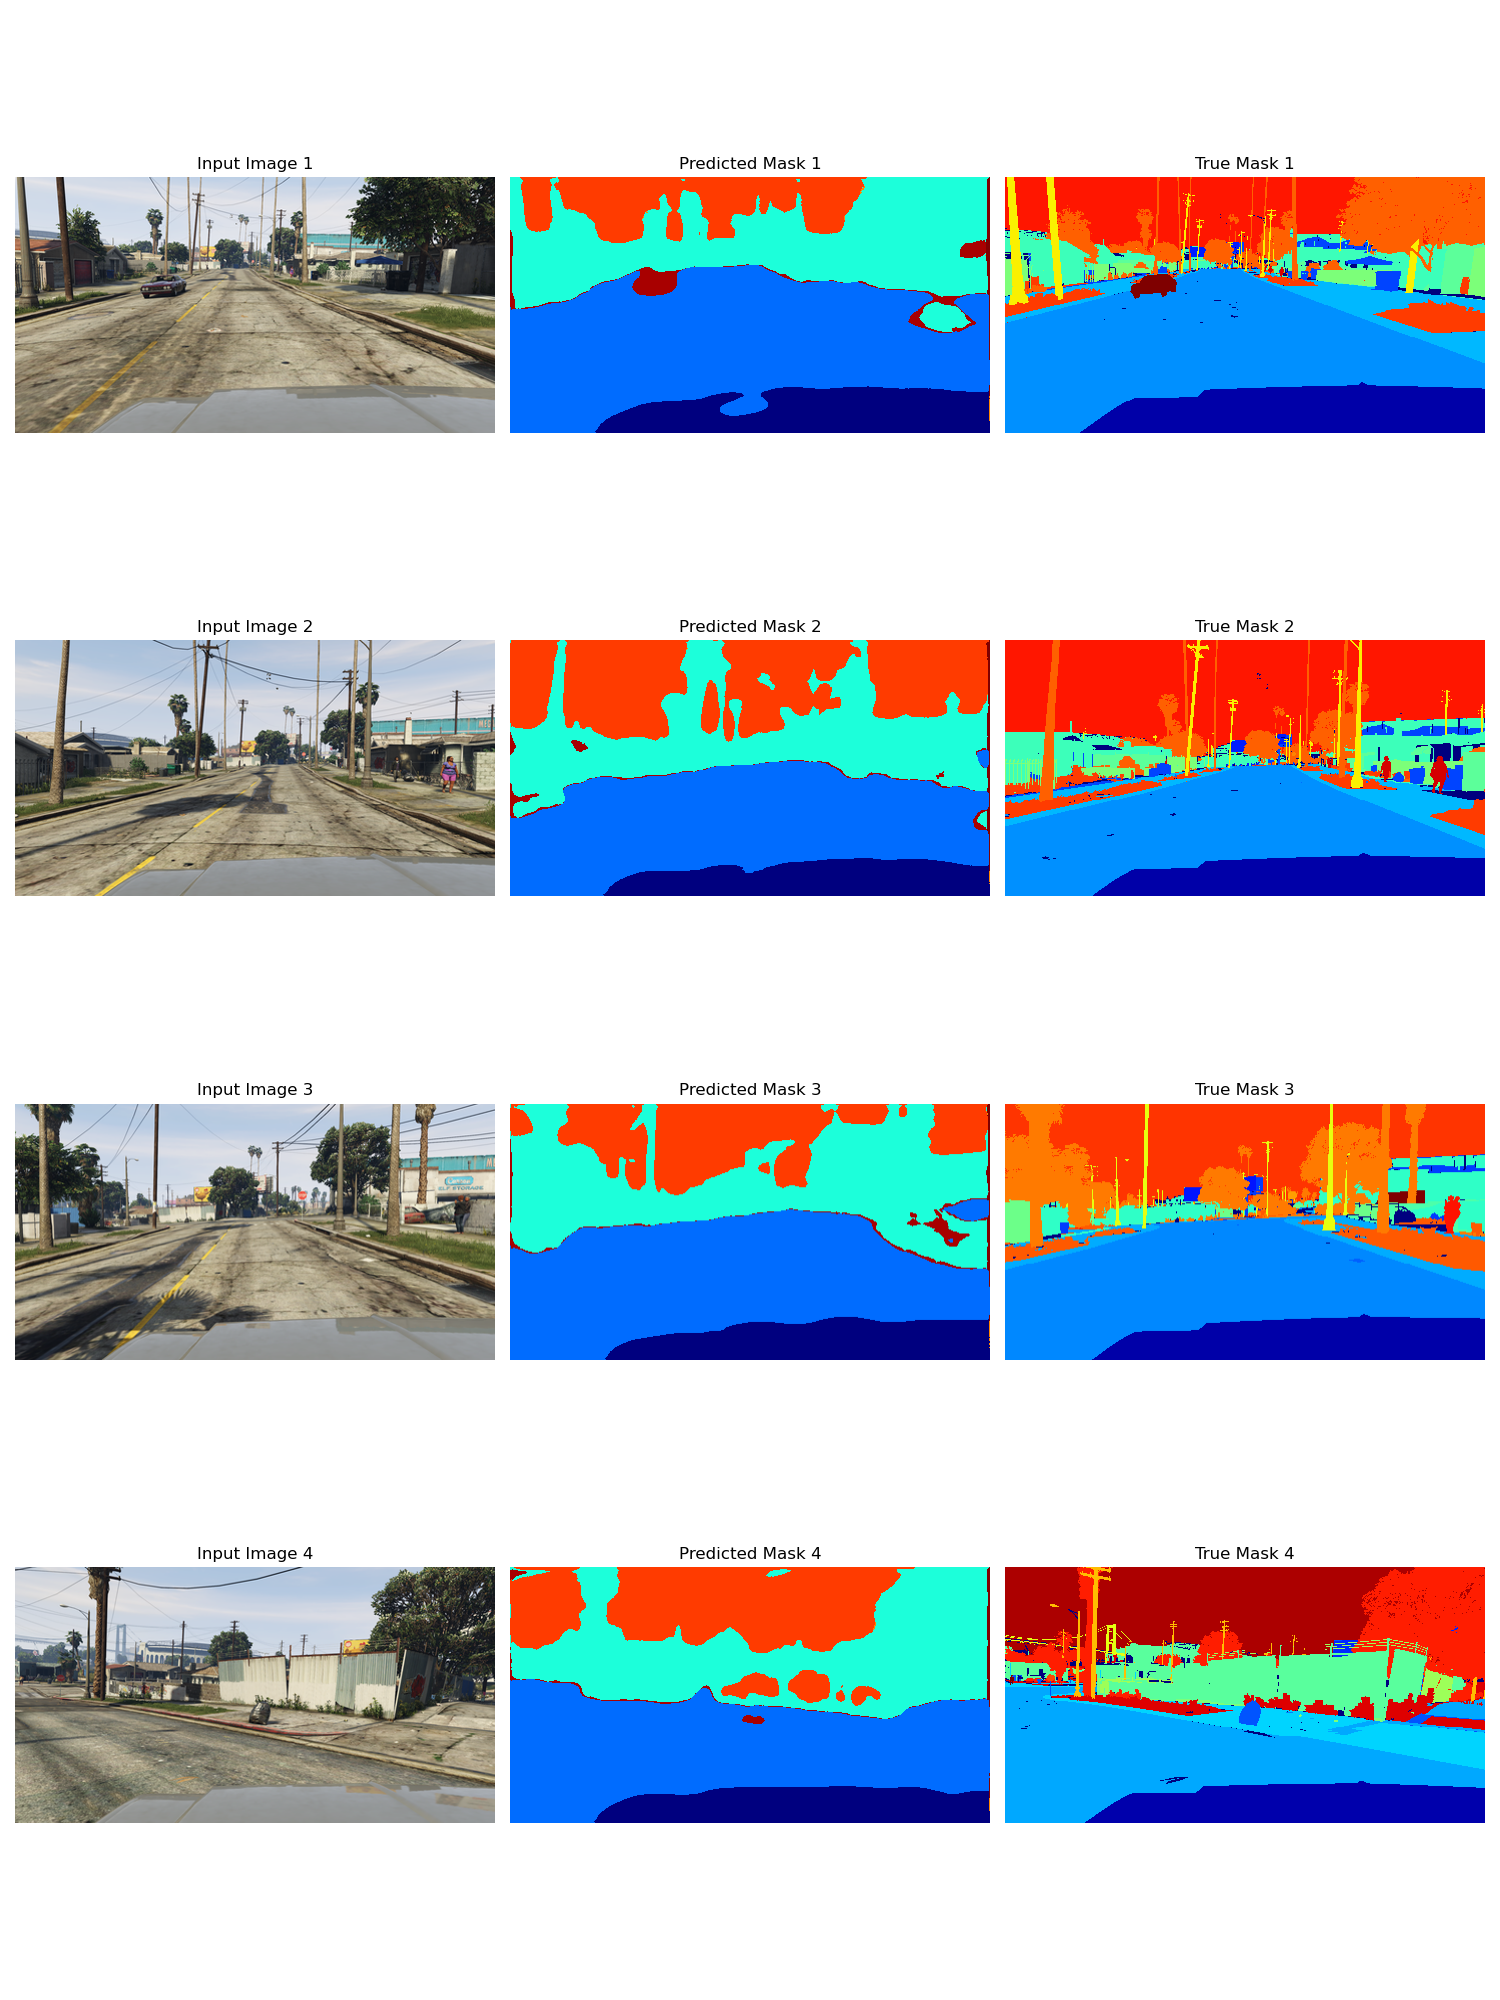 Input Image 1
Predicted Mask 1
True Mask 1
Input Image 2
Predicted Mask 2
True Mask 2
Input Image 3
Predicted Mask 3
True Mask 3
Input Image 4
Predicted Mask 4
True Mask 4